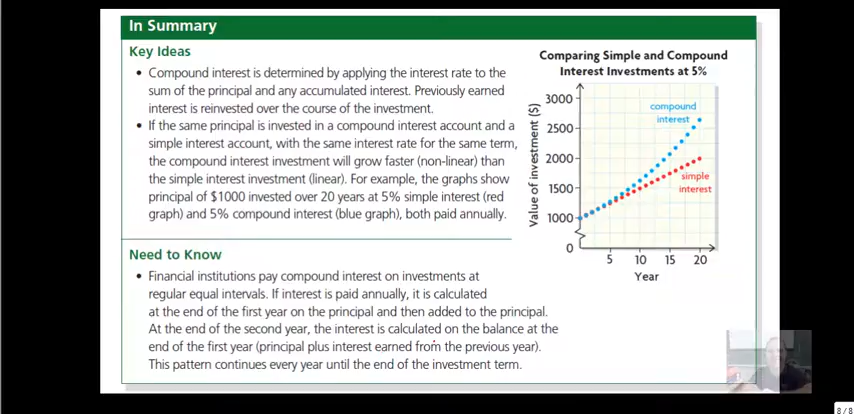 In Summary
Key Ideas
• Compound interest is determined by applying the interest rate to the
sum of the principal and any accumulated interest. Previously earned
interest is reinvested over the course of the investment.
• If the same principal is invested in a compound interest account and a
simple interest account, with the same interest rate for the same term,
the compound interest investment will grow faster (non-linear) than
the simple interest investment (linear). For example, the graphs show
principal of $1000 invested over 20 years at 5% simple interest (red
graph) and 5% compound interest (blue graph), both paid annually.
Comparing Simple and Compound
Interest Investments at 5%
Value of investment ($)
3000
2500
2000
1500
1000
0
compound
interest
simple
interest
5 10 15 20
Year
Need to Know
• Financial institutions pay compound interest on investments at
regular equal intervals. If interest is paid annually, it is calculated
at the end of the first year on the principal and then added to the principal.
At the end of the second year, the interest is calculated on the balance at the
end of the first year (principal plus interest earned from the previous year).
This pattern continues every year until the end of the investment term.
8/8